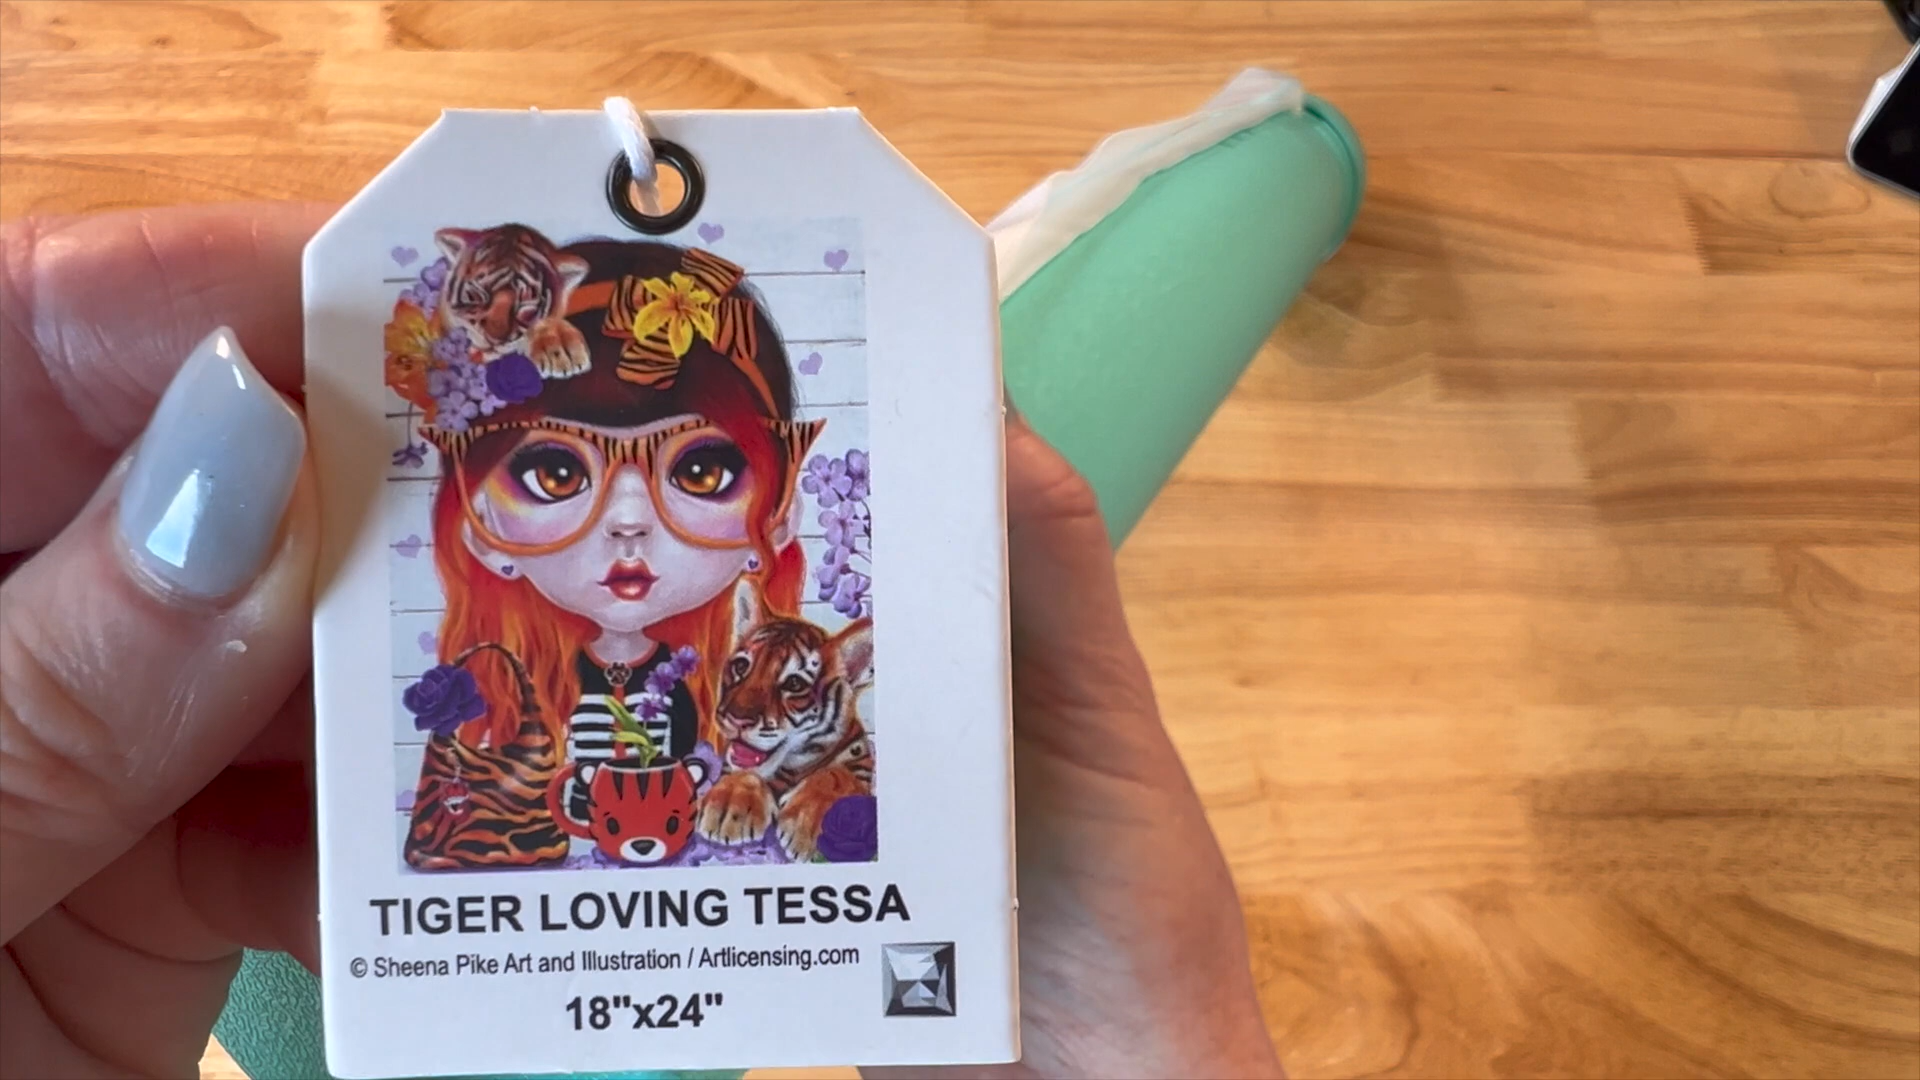 TIGER LOVING TESSA
© Sheena Pike Art and Illustration / Artlicensing.com
18"x24"